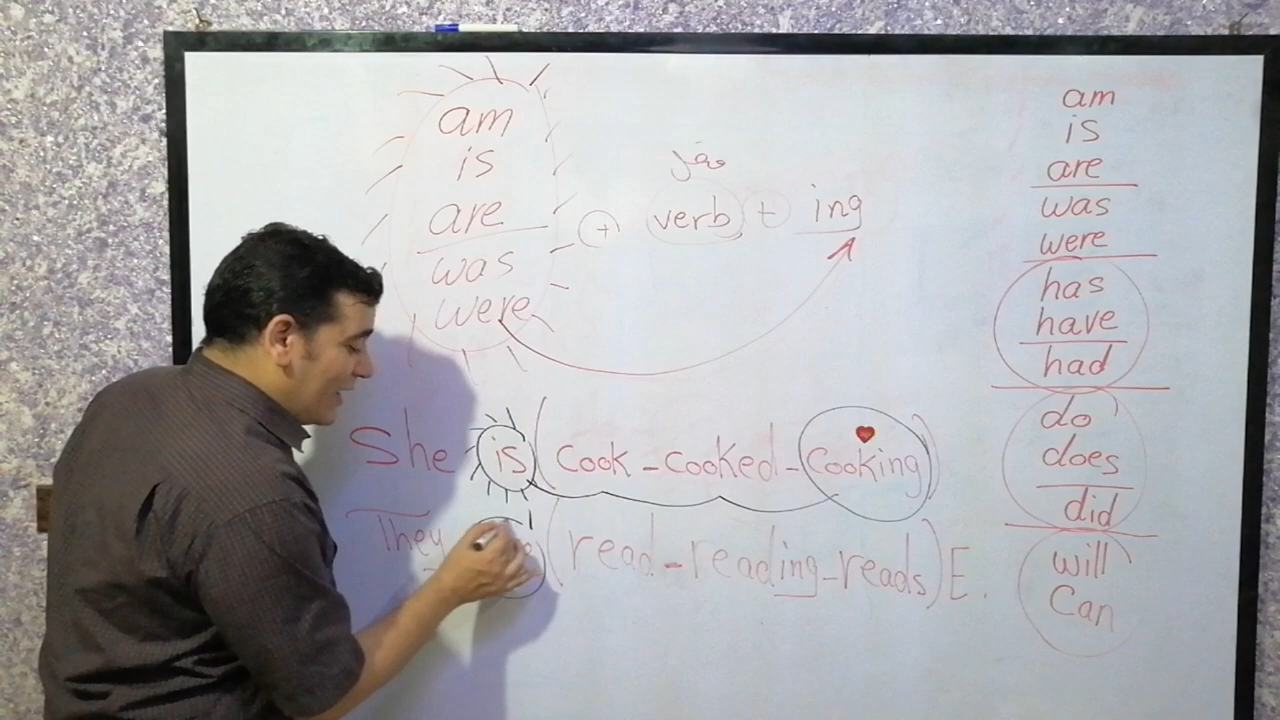 am
is
are
was
were
+ verb + ing
She is (cook - cooked - cooking)
They (read - reading - reads) E.
am
is
are
was
were
has
have
had
do
does
did
will
Can